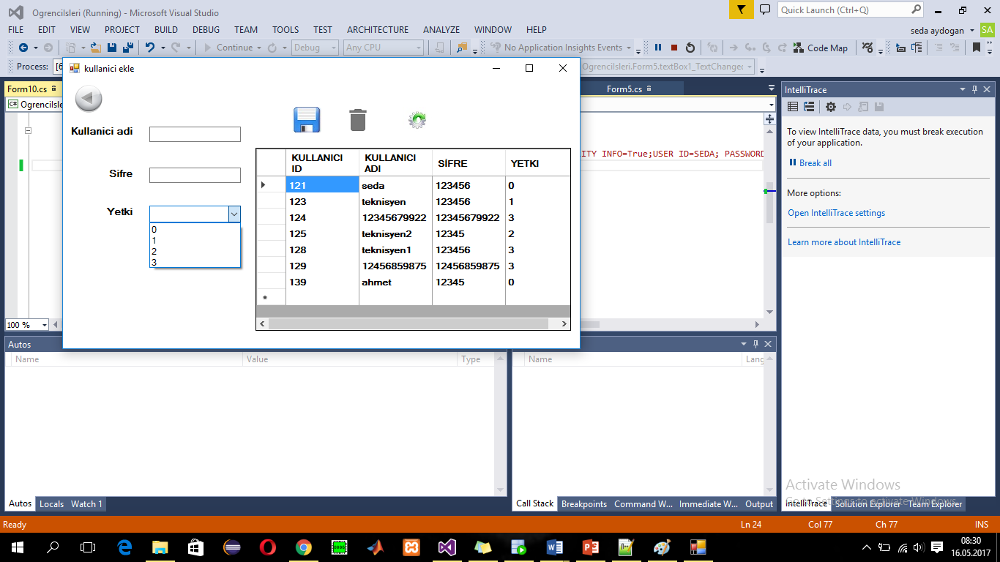 Ogrencilsleri (Running) - Microsoft Visual Studio
Quick Launch (Ctrl+Q)
FILE EDIT VIEW PROJECT BUILD DEBUG TEAM TOOLS TEST ARCHITECTURE ANALYZE WINDOW HELP
seda aydogan SA
Continue Debug Any CPU No Application Insights Events Code Map
Process: [6
Ogrencilsleri.Form5.textBox1_TextChanged
kullanici ekle
Form10.cs
Form5.cs
Ogrencilsle
Kullanici adi
Sifre
Yetki
0
1
2
3
KULLANICI ID KULLANICI ADI SİFRE YETKI
121 seda 123456 0
123 teknisyen 123456 1
124 12345679922 12345679922 3
125 teknisyen2 12345 2
128 teknisyen1 123456 3
129 12456859875 12456859875 3
139 ahmet 12345 0
*
ITY INFO=True;USER ID=SEDA; PASSWORD
100 %
IntelliTrace
To view IntelliTrace data, you must break execution
of your application.
Break all
More options:
Open IntelliTrace settings
Learn more about IntelliTrace
Autos
Name Value Type
Name Lang
Autos Locals Watch 1
Call Stack Breakpoints Command W... Immediate W... Output
Activate Windows
Go to Settings to activate Windows.
IntelliTrace Solution Explorer Team Explorer
Ready Ln 24 Col 77 Ch 77 INS
08:30
16.05.2017